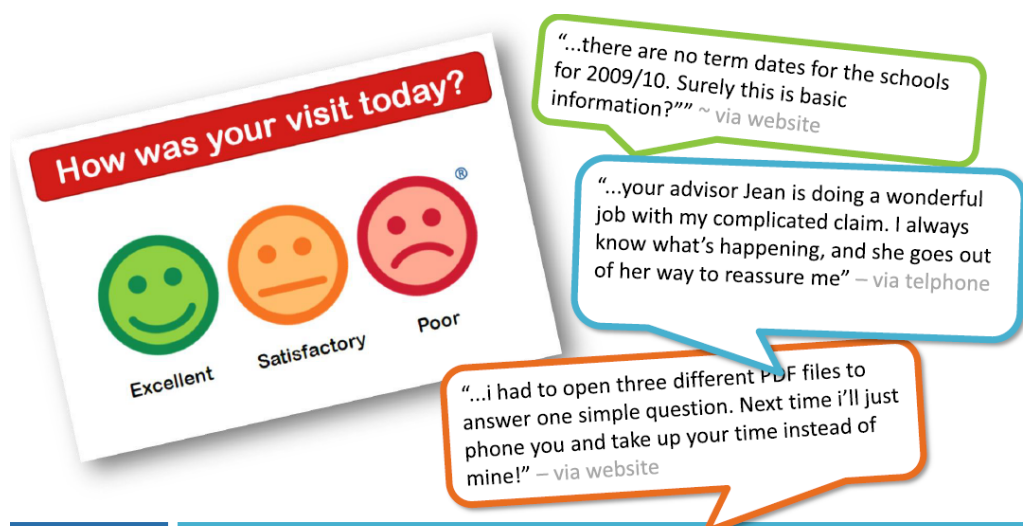 How was your visit today?
®
Excellent
Satisfactory
Poor
“...there are no term dates for the schools
for 2009/10. Surely this is basic
information?”” ~ via website
“...your advisor Jean is doing a wonderful
job with my complicated claim. I always
know what’s happening, and she goes out
of her way to reassure me” – via telphone
“...i had to open three different PDF files to
answer one simple question. Next time i’ll just
phone you and take up your time instead of
mine!” – via website